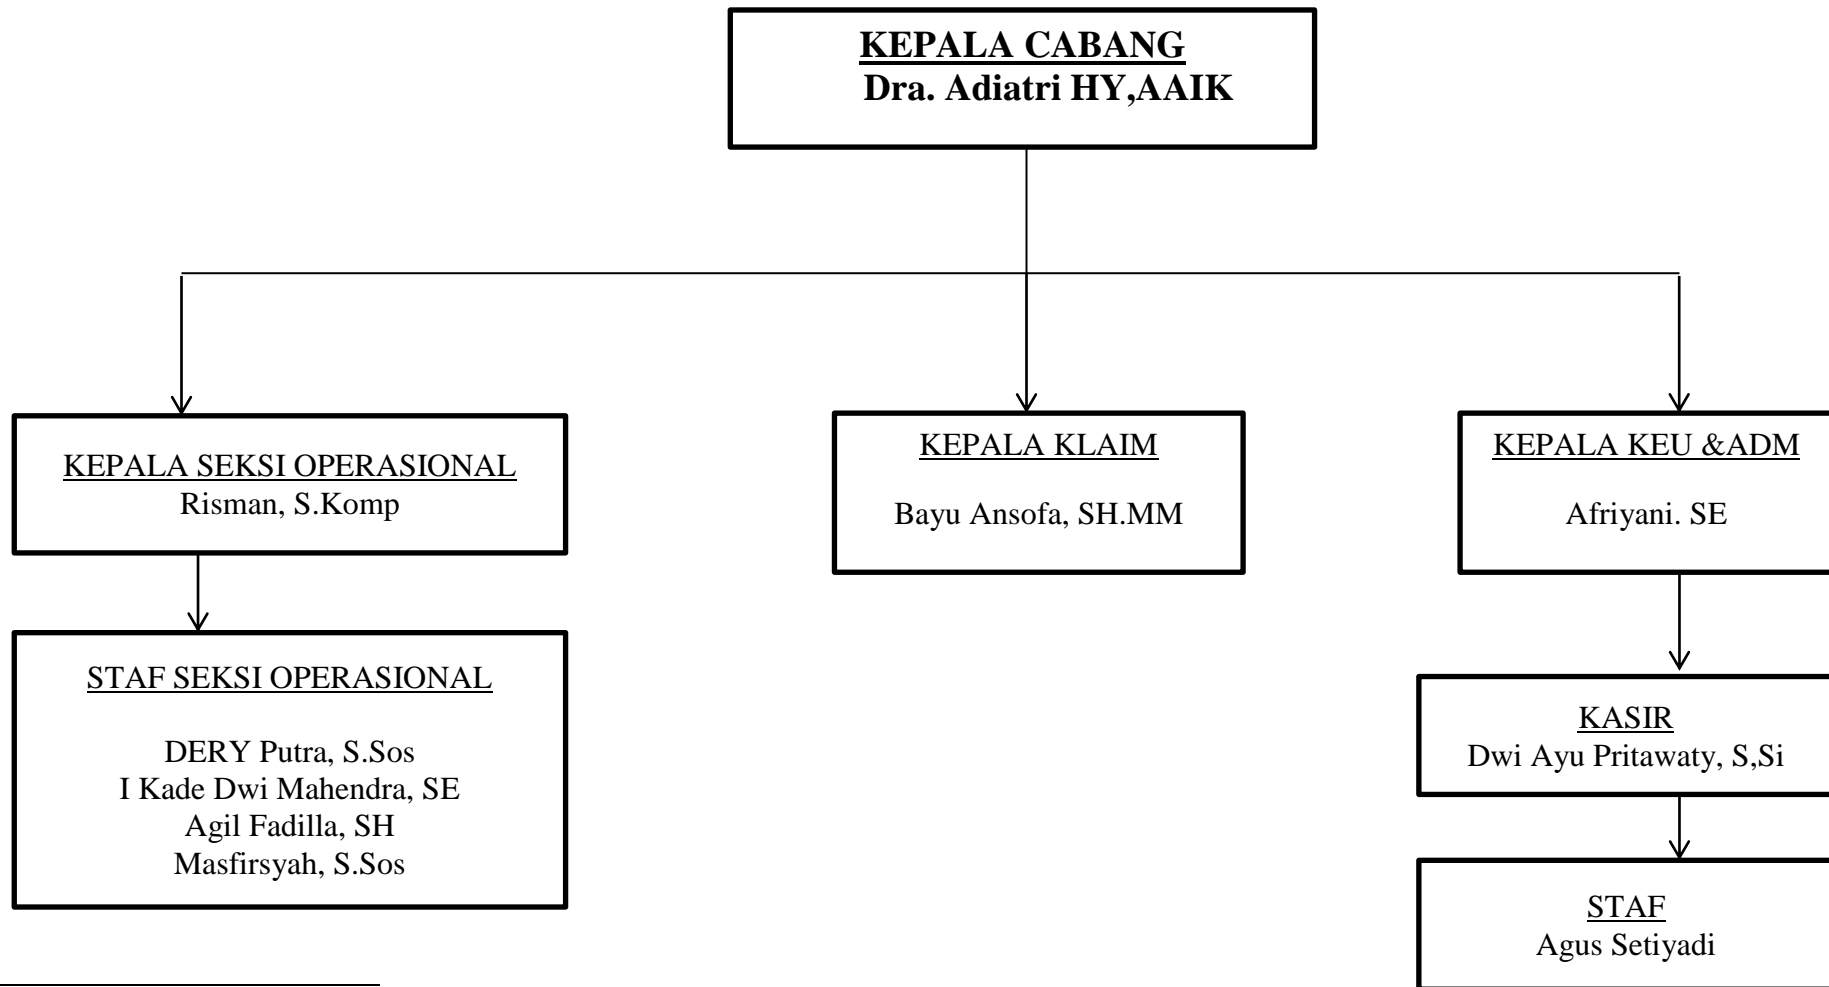 KEPALA CABANG
Dra. Adiatri HY,AAIK
KEPALA SEKSI OPERASIONAL
Risman, S.Komp
KEPALA KLAIM
Bayu Ansofa, SH.MM
KEPALA KEU &ADM
Afriyani. SE
STAF SEKSI OPERASIONAL
DERY Putra, S.Sos
I Kade Dwi Mahendra, SE
Agil Fadilla, SH
Masfirsyah, S.Sos
KASIR
Dwi Ayu Pritawaty, S,Si
STAF
Agus Setiyadi